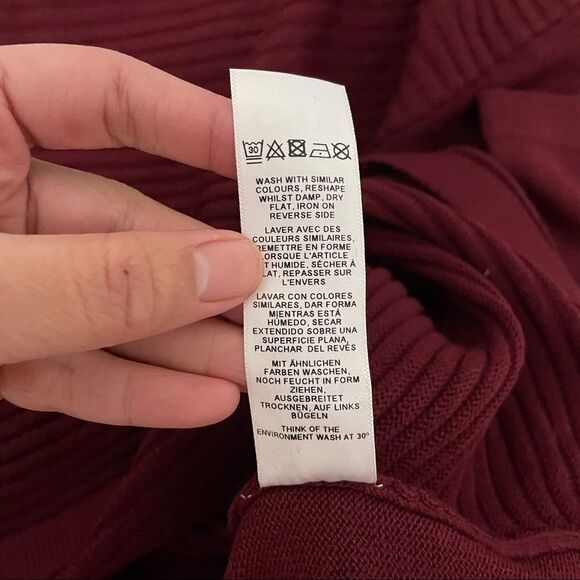 30
WASH WITH SIMILAR
COLOURS, RESHAPE
WHILST DAMP, DRY
FLAT, IRON ON
REVERSE SIDE
LAVER AVEC DES
COULEURS SIMILAIRES,
REMETTRE EN FORME
LORSQUE L'ARTICLE
T HUMIDE, SÉCHER À
LAT, REPASSER SUR
L'ENVERS
LAVAR CON COLORES
SIMILARES, DAR FORMA
MIENTRAS ESTÁ
HÚMEDO, SECAR
EXTENDIDO SOBRE UNA
SUPERFICIE PLANA,
PLANCHAR DEL REVÉS
MIT ÄHNLICHEN
FARBEN WASCHEN,
NOCH FEUCHT IN FORM
ZIEHEN,
AUSGEBREITET
TROCKNEN, AUF LINKS
BÜGELN
THINK OF THE
ENVIRONMENT WASH AT 30°